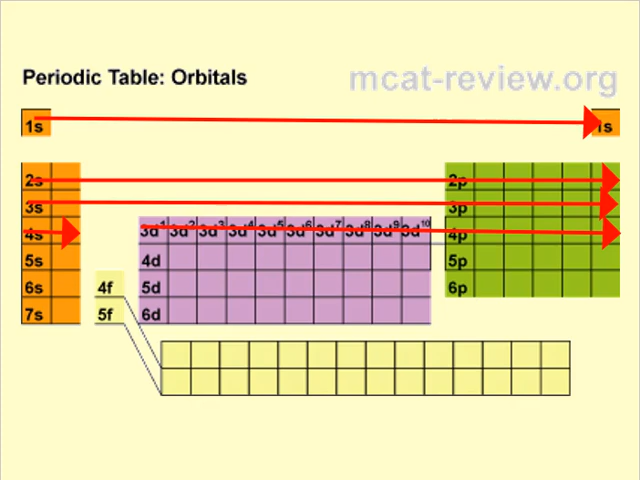 mcat-review.org
Periodic Table: Orbitals
1s 1s
2s 2p
3s 3p
4s 3d¹ 3d² 3d³ 3d⁴ 3d⁵ 3d⁶ 3d⁷ 3d⁸ 3d⁹ 3d¹⁰ 4p
5s 4d 5p
6s 4f 5d 6p
7s 5f 6d